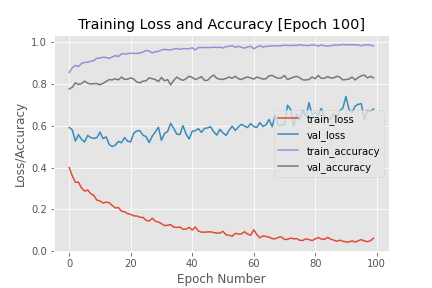 Training Loss and Accuracy [Epoch 100]
1.0
0.8
0.6
0.4
0.2
0.0
Loss/Accuracy
train_loss
val_loss
train_accuracy
val_accuracy
0 20 40 60 80 100
Epoch Number